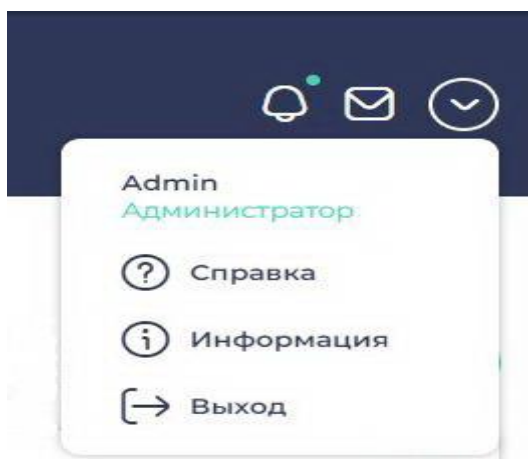 Admin
Администратор
Справка
Информация
Выход